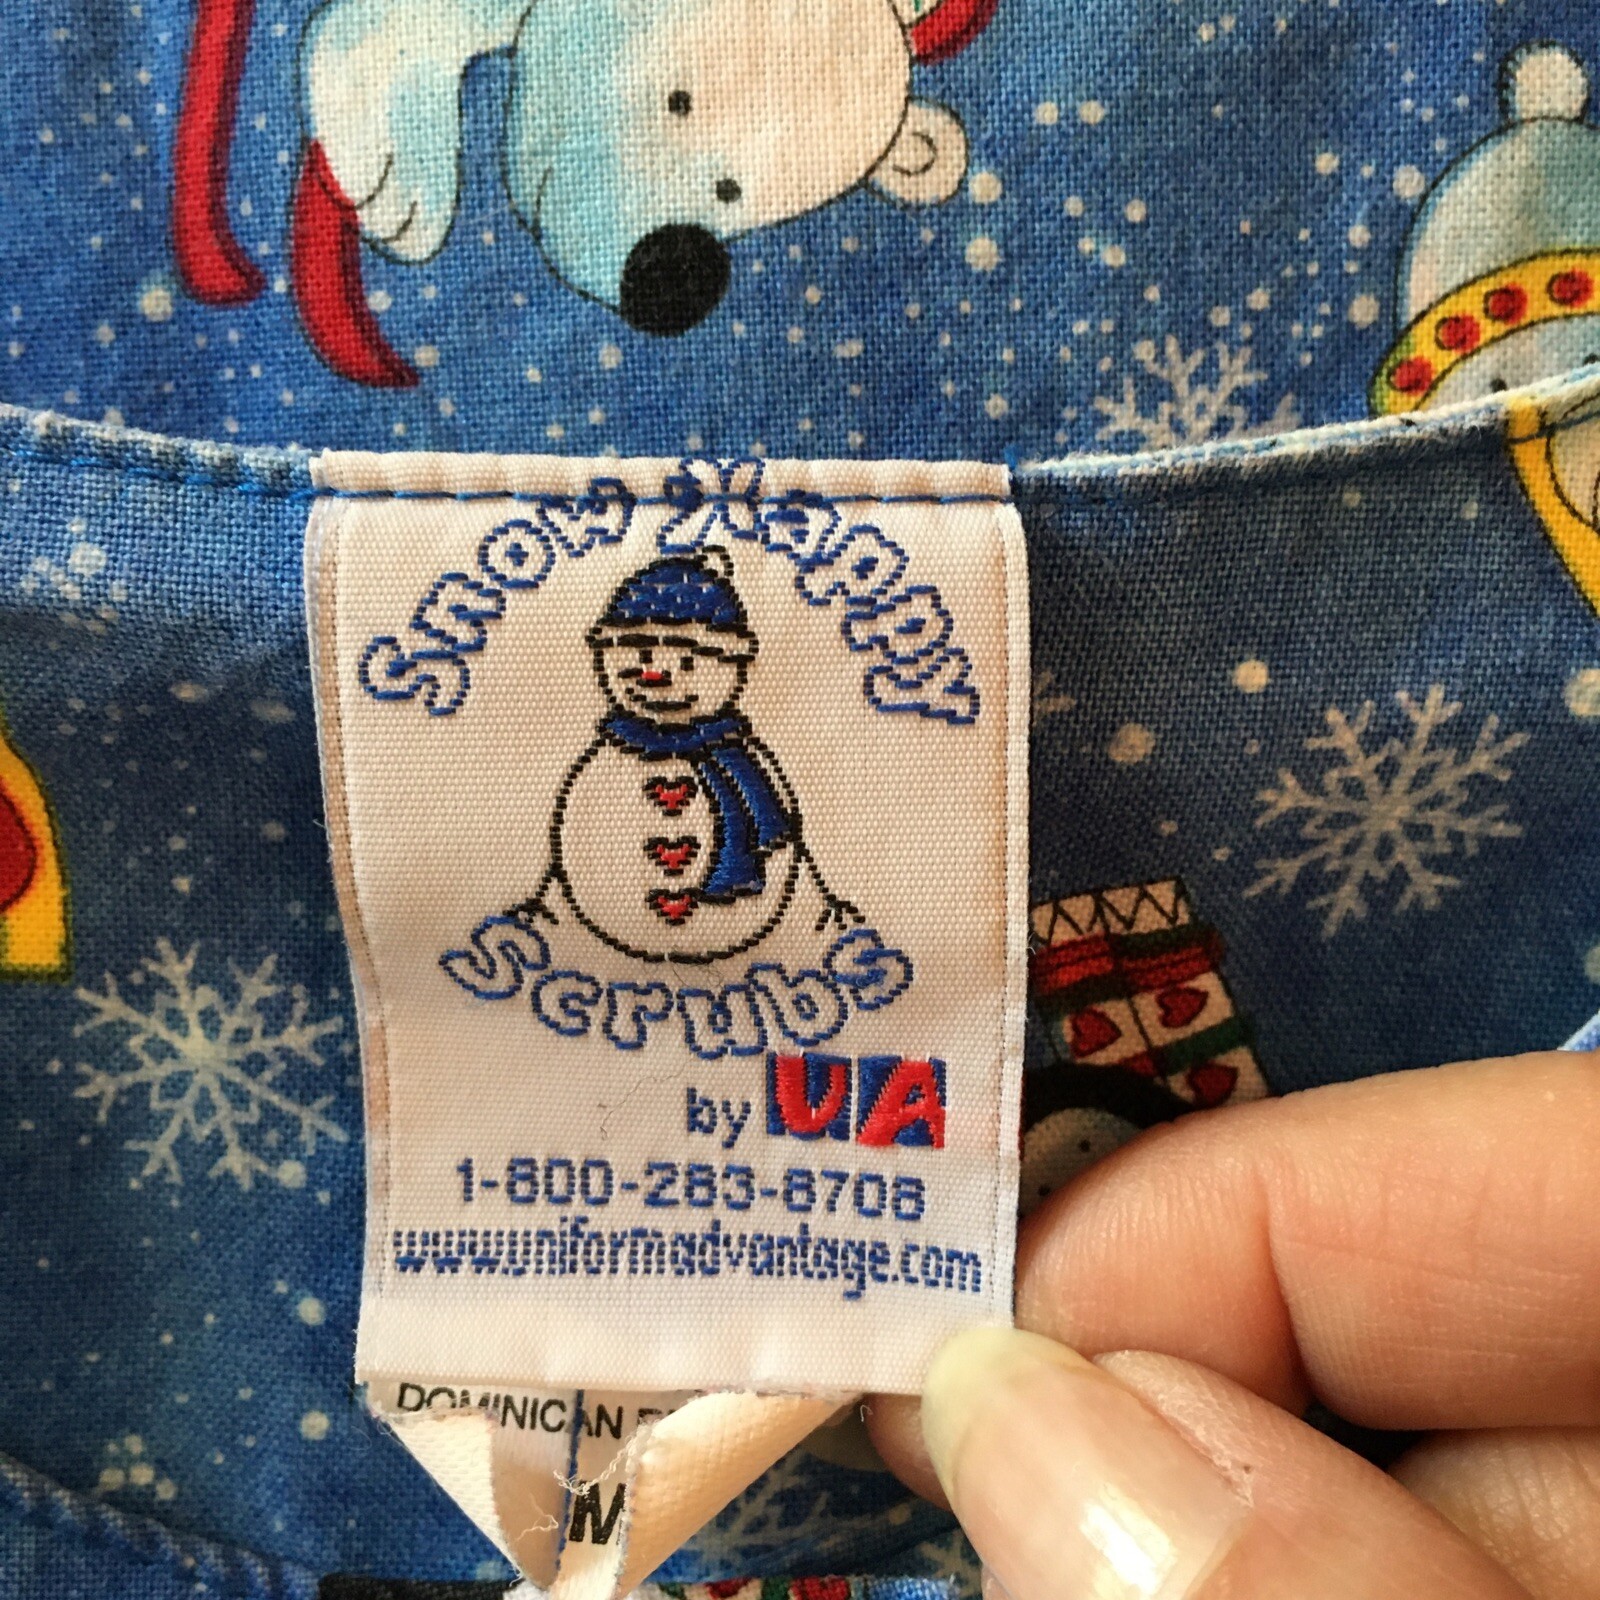 Snow Happy
Scrubs
by UA
1-800-283-8708
www.uniformadvantage.com
DOMINICAN
M